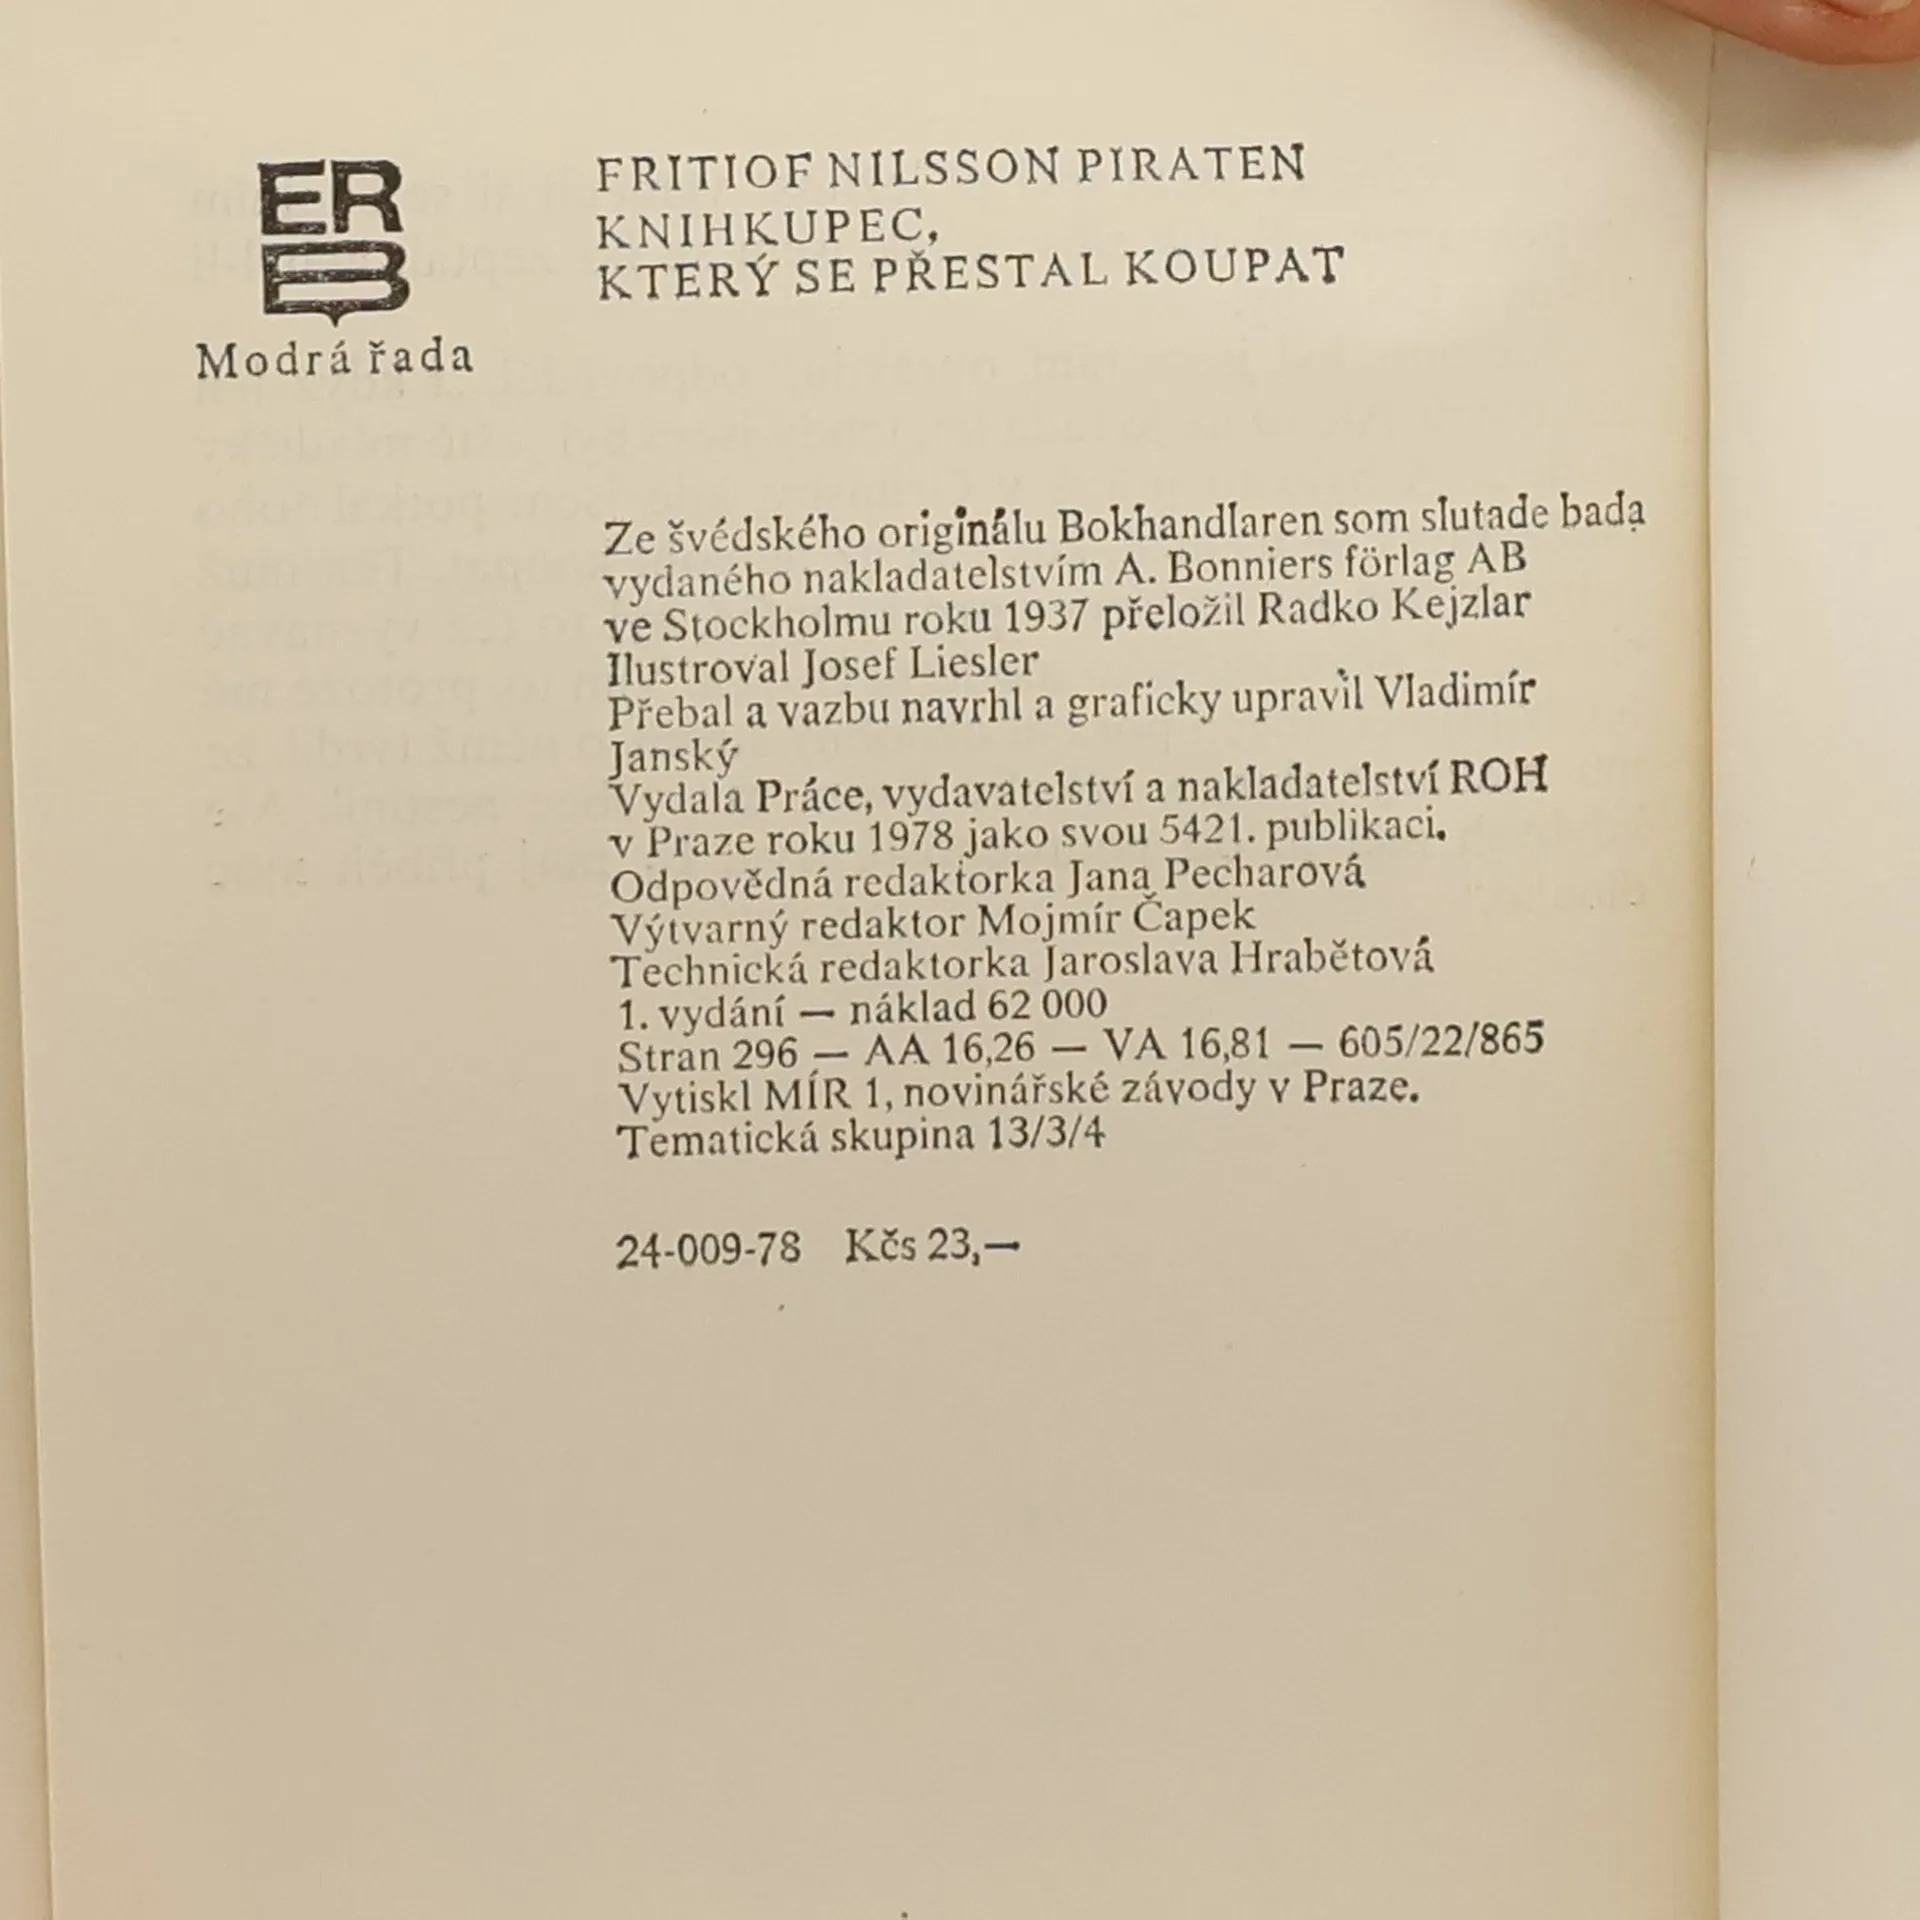 ER
B
Modrá řada
FRITIOF NILSSON PIRATEN
KNIHKUPEC,
KTERÝ SE PŘESTAL KOUPAT
Ze švédského originálu Bokhandlaren som slutade bada
vydaného nakladatelstvím A. Bonniers förlag AB
ve Stockholmu roku 1937 přeložil Radko Kejzlar
Ilustroval Josef Liesler
Přebal a vazbu navrhl a graficky upravil Vladimír
Janský
Vydala Práce, vydavatelství a nakladatelství ROH
v Praze roku 1978 jako svou 5421. publikaci.
Odpovědná redaktorka Jana Pecharová
Výtvarný redaktor Mojmír Čapek
Technická redaktorka Jaroslava Hrabětová
1. vydání — náklad 62 000
Stran 296 — AA 16,26 — VA 16,81 — 605/22/865
Vytiskl MÍR 1, novinářské závody v Praze.
Tematická skupina 13/3/4
24-009-78 Kčs 23,—